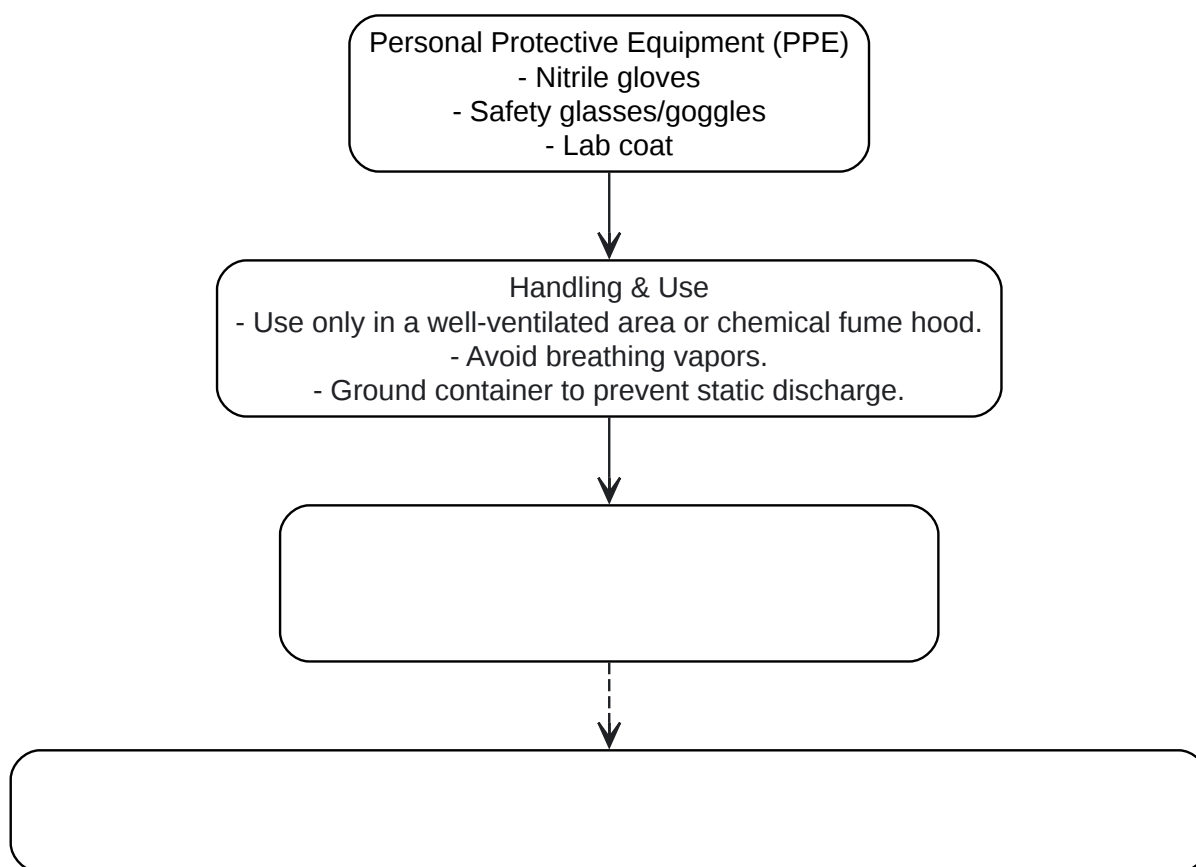 Personal Protective Equipment (PPE)
- Nitrile gloves
- Safety glasses/goggles
- Lab coat
Handling & Use
- Use only in a well-ventilated area or chemical fume hood.
- Avoid breathing vapors.
- Ground container to prevent static discharge.